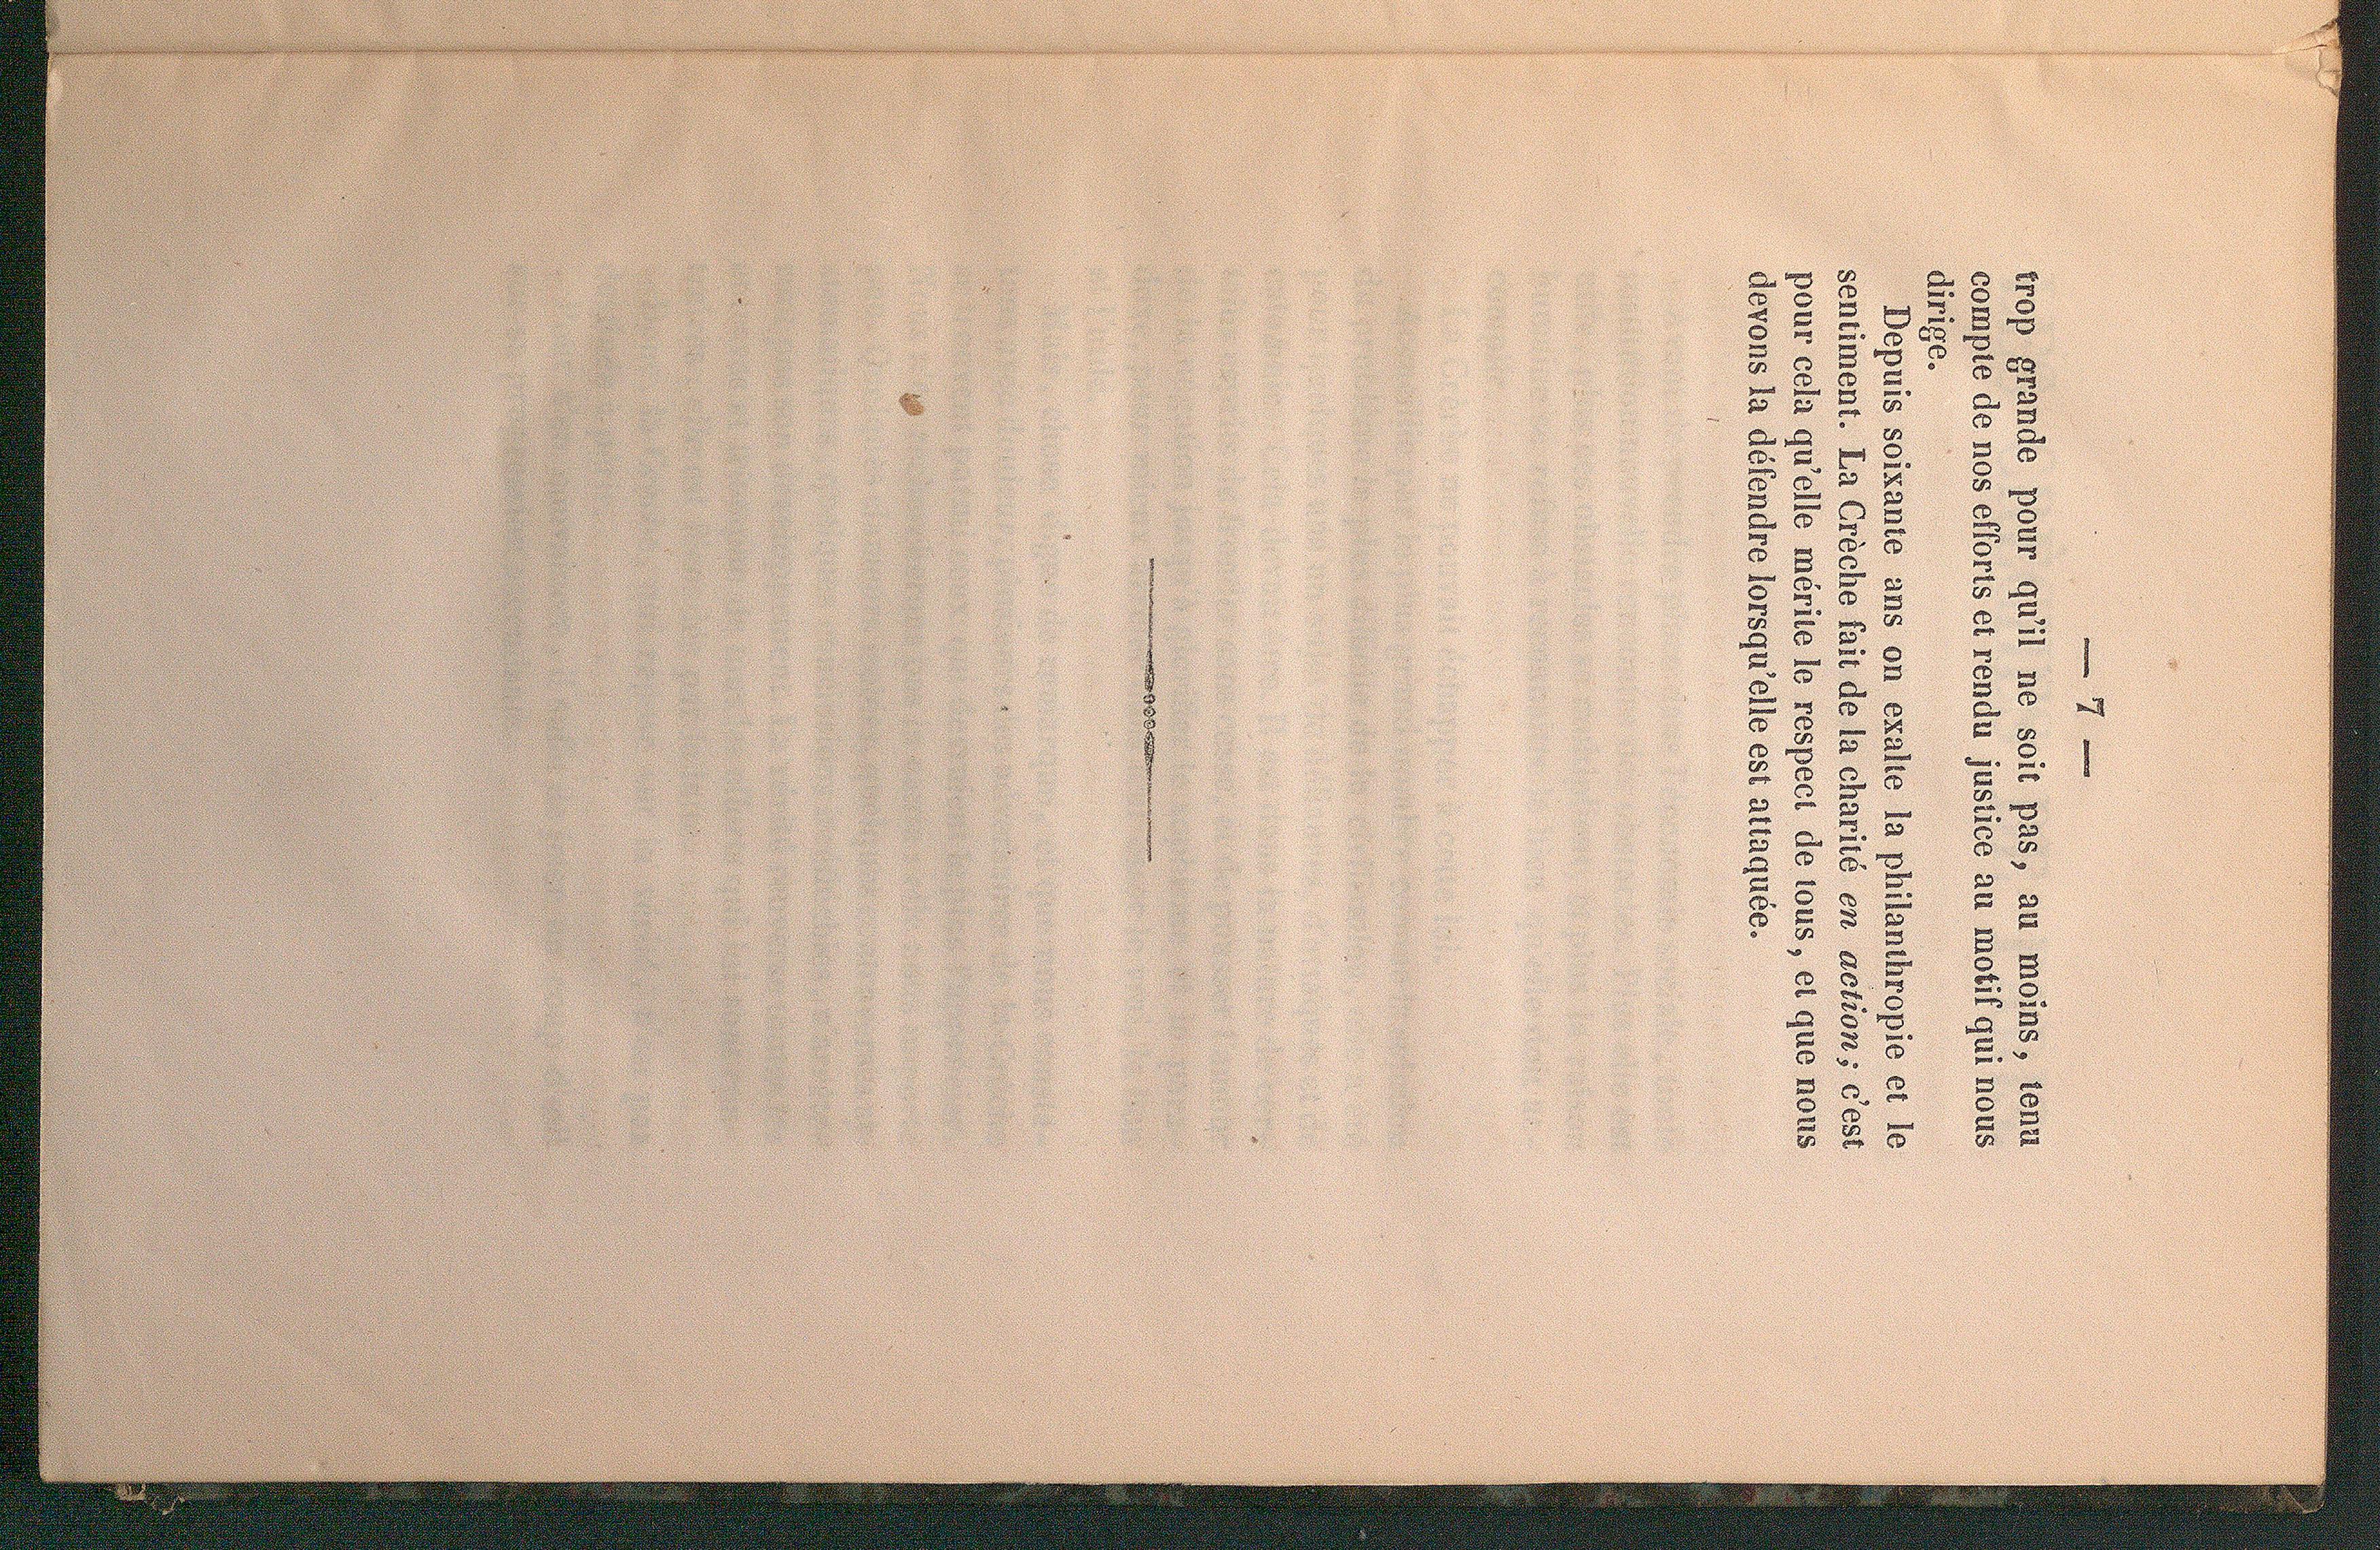 — 7 —
trop grande pour qu'il ne soit pas, au moins, tenu
compte de nos efforts et rendu justice au motif qui nous
dirige.
Depuis soixante ans on exalte la philanthropie et le
sentiment. La Crèche fait de la charité en action; c'est
pour cela qu'elle mérite le respect de tous, et que nous
devons la défendre lorsqu'elle est attaquée.